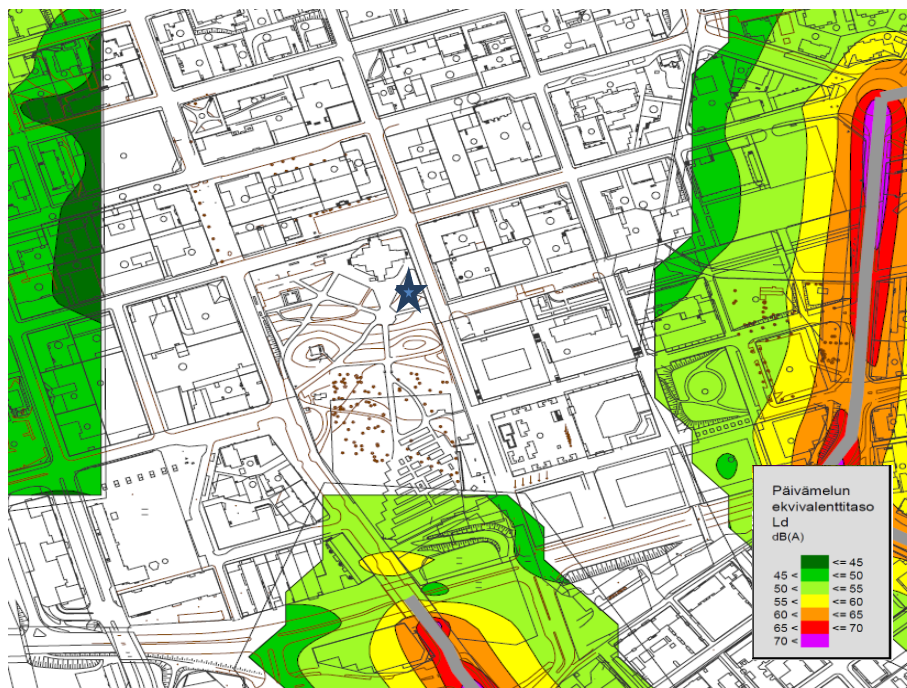 Päivämelun
ekvivalenttitaso
Ld
dB(A)
<= 45
45 < <= 50
50 < <= 55
55 < <= 60
60 < <= 65
65 < <= 70
70 <